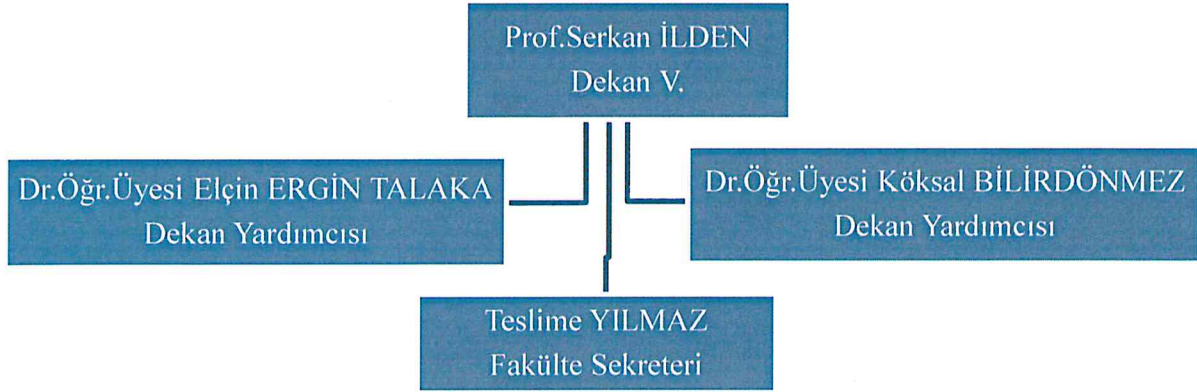 Prof.Serkan İLDEN
Dekan V.
Dr.Öğr.Üyesi Elçin ERGİN TALAKA
Dekan Yardımcısı
Dr.Öğr.Üyesi Köksal BİLİRDÖNMEZ
Dekan Yardımcısı
Teslime YILMAZ
Fakülte Sekreteri